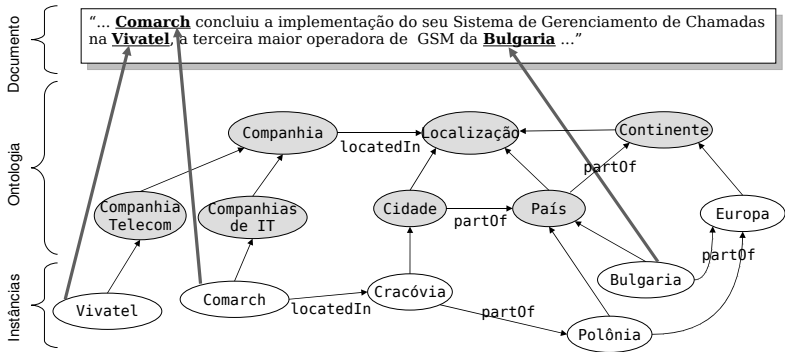 Documento
“... Comarch concluiu a implementação do seu Sistema de Gerenciamento de Chamadas
na Vivatel, a terceira maior operadora de GSM da Bulgaria ...”
Ontologia
Companhia
locatedIn
Localização
Continente
partOf
Companhia
Telecom
Companhias
de IT
Cidade
partOf
País
Europa
partOf
Instâncias
Vivatel
Comarch
locatedIn
Cracóvia
partOf
Bulgaria
Polônia